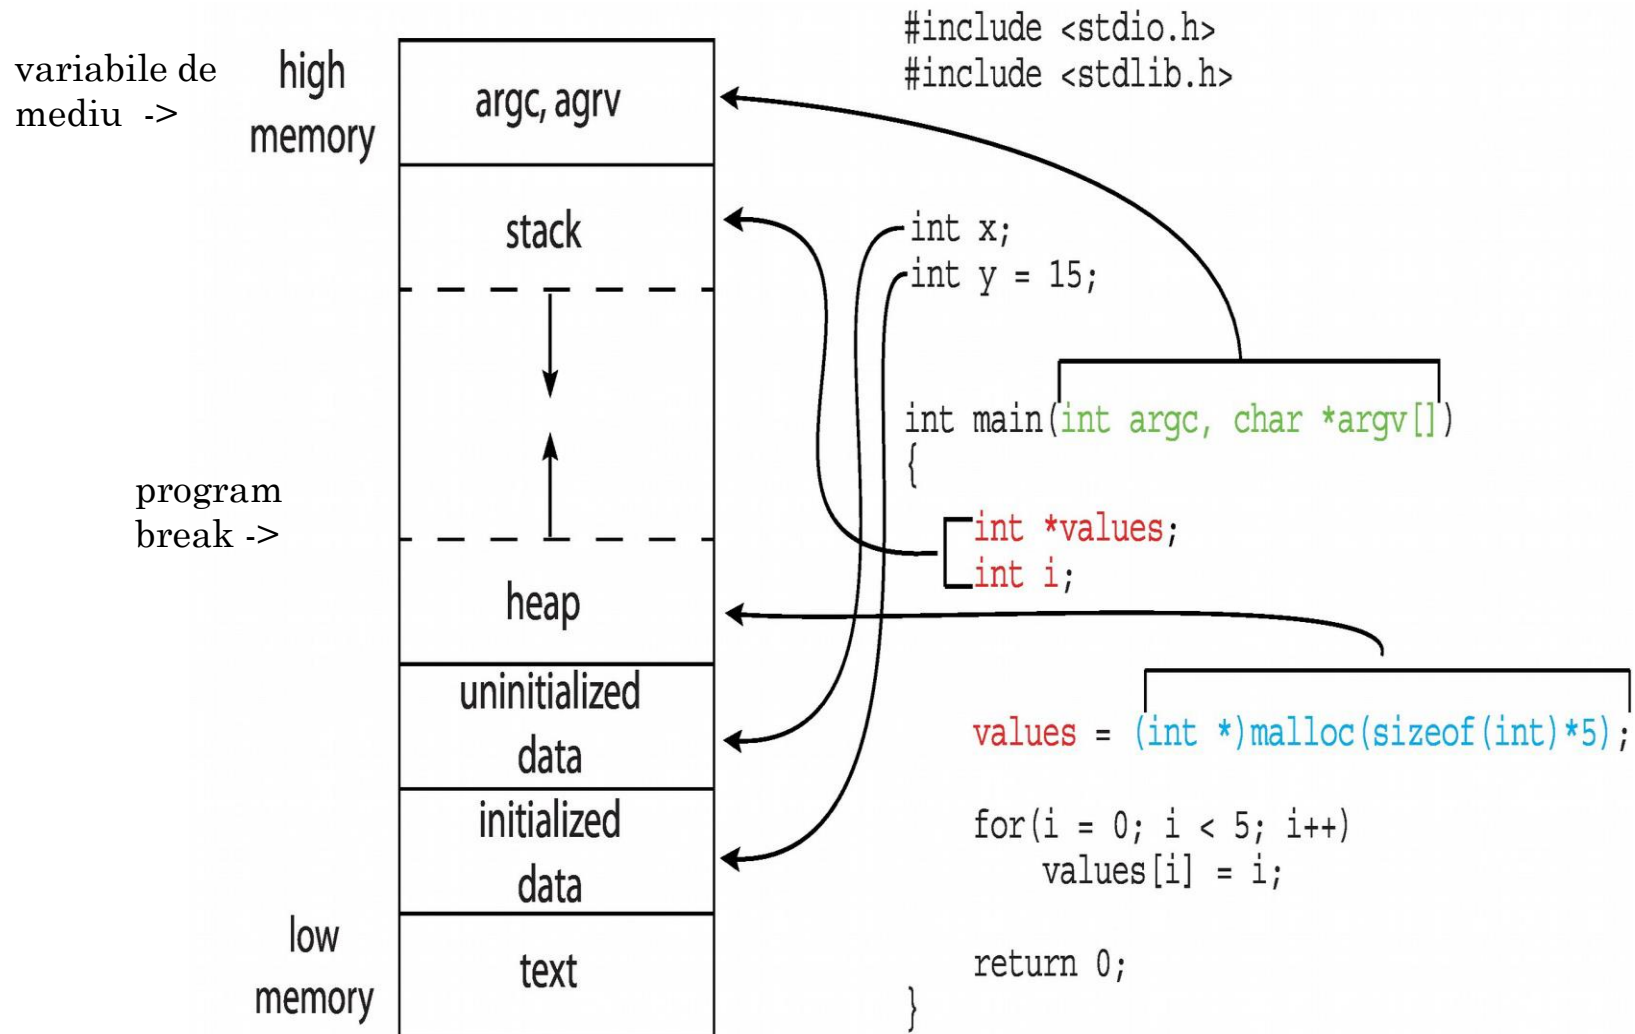 variabile de
mediu ->
high
memory
argc, agrv
stack
program
break ->
heap
uninitialized
data
initialized
data
low
memory
text
#include <stdio.h>
#include <stdlib.h>
int x;
int y = 15;
int main(int argc, char *argv[])
{
int *values;
int i;
values = (int *)malloc(sizeof(int)*5);
for(i = 0; i < 5; i++)
values[i] = i;
return 0;
}